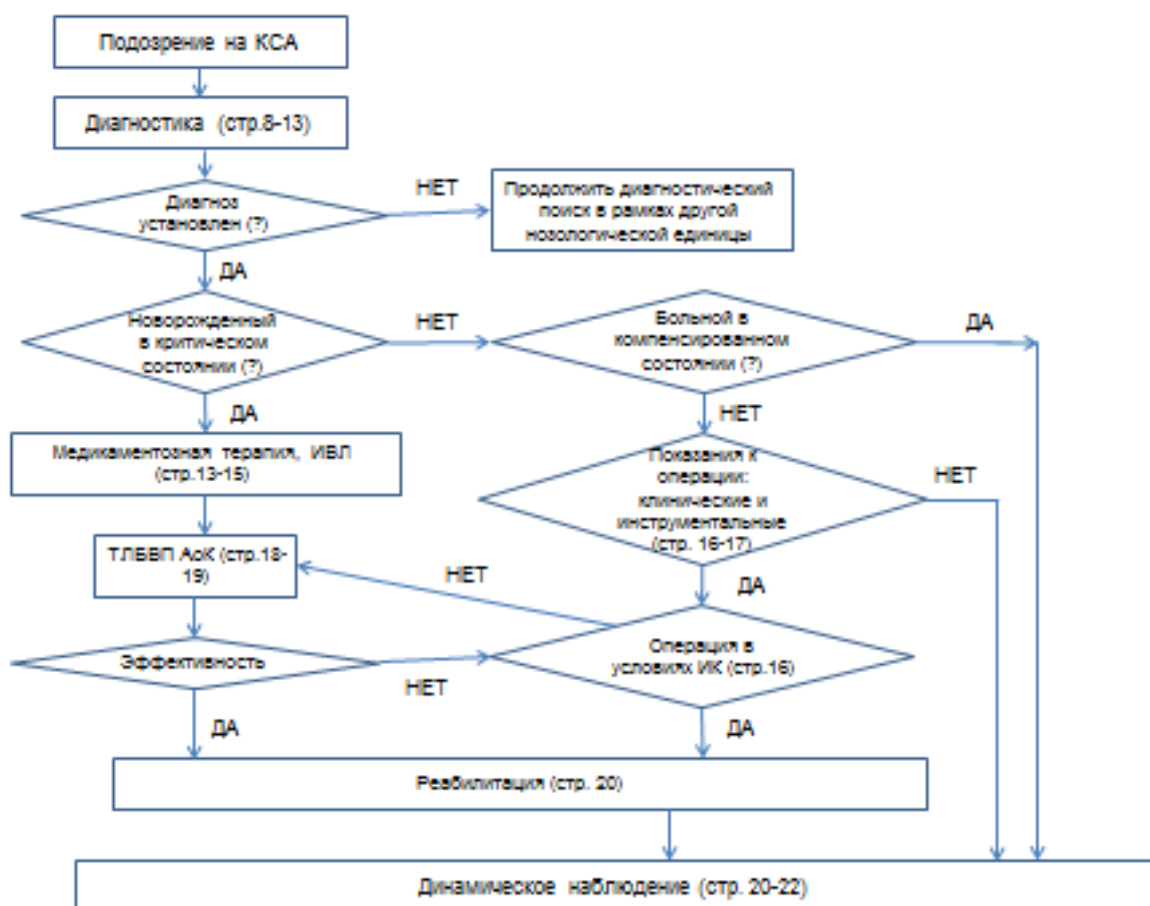 Подозрение на КСА
Диагностика (стр.8-13)
Диагноз
установлен (?)
НЕТ
Продолжить диагностический
поиск в рамках другой
нозологической единицы
ДА
Новорожденный
в критическом
состоянии (?)
НЕТ
Больной в
компенсированном
состоянии (?)
ДА
ДА
НЕТ
Медикаментозная терапия, ИВЛ
(стр.13-15)
Показания к
операции:
клинические и
инструментальные
(стр. 16-17)
НЕТ
ТЛБВП АоК (стр.18-
19)
НЕТ
ДА
Эффективность
НЕТ
Операция в
условиях ИК (стр.16)
ДА
ДА
Реабилитация (стр. 20)
Динамическое наблюдение (стр. 20-22)